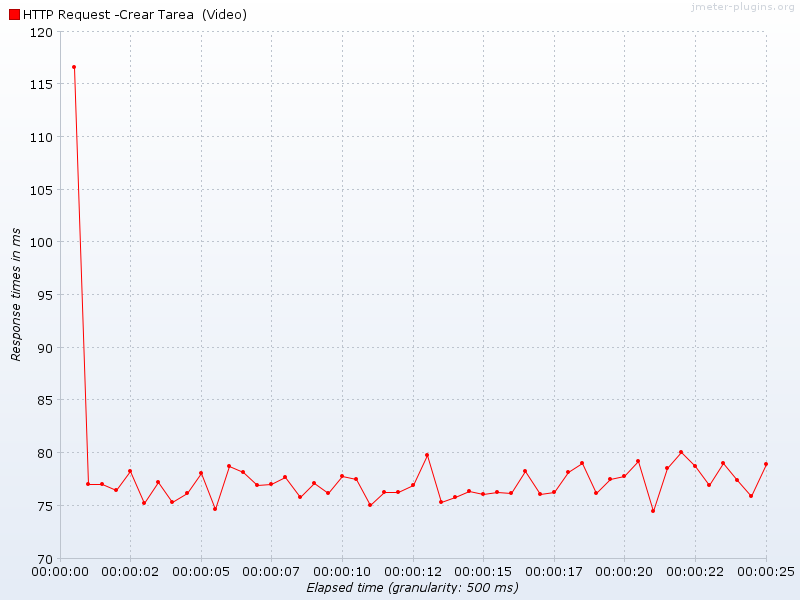 jmeter-plugins.org
HTTP Request -Crear Tarea (Video)
120
115
110
105
100
95
90
85
80
75
70
Response times in ms
00:00:00 00:00:02 00:00:05 00:00:07 00:00:10 00:00:12 00:00:15 00:00:17 00:00:20 00:00:22 00:00:25
Elapsed time (granularity: 500 ms)